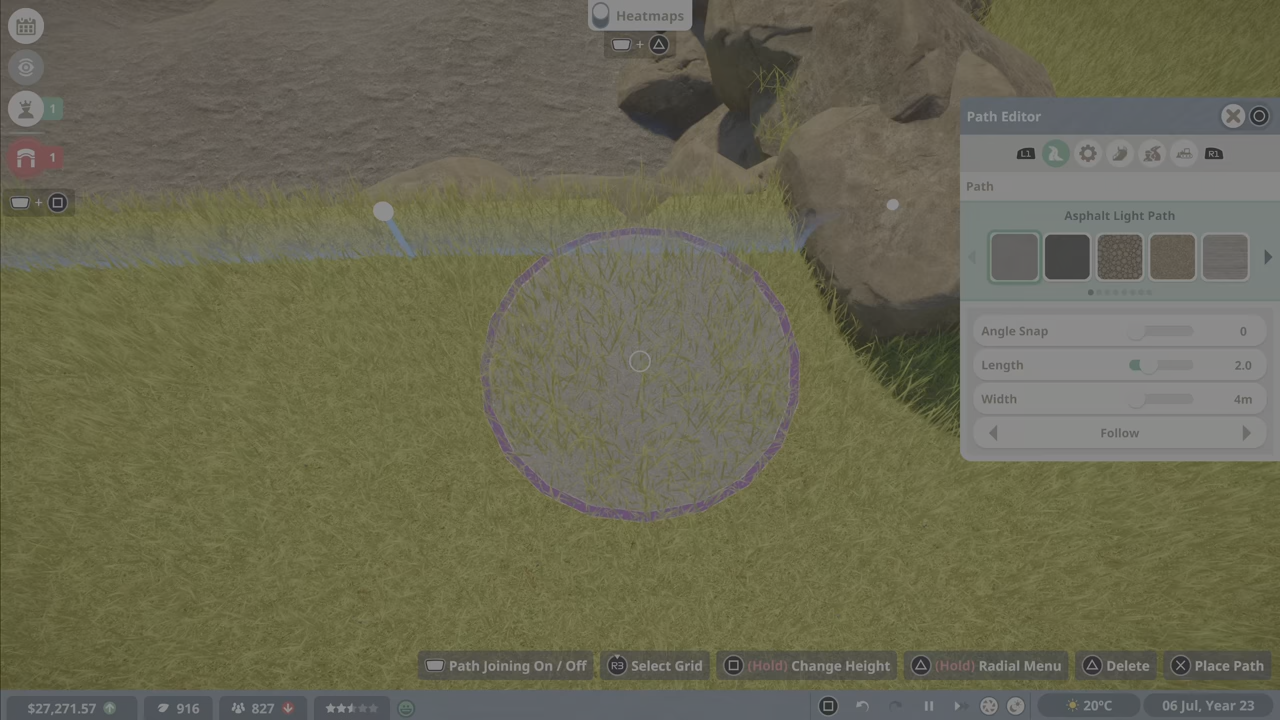 Heatmaps
+
1
1
+
Path Editor
L1
R1
Path
Asphalt Light Path
Angle Snap 0
Length 2.0
Width 4m
Follow
Path Joining On / Off R3 Select Grid (Hold) Change Height (Hold) Radial Menu Delete Place Path
$27,271.57 916 827 20°C 06 Jul, Year 23